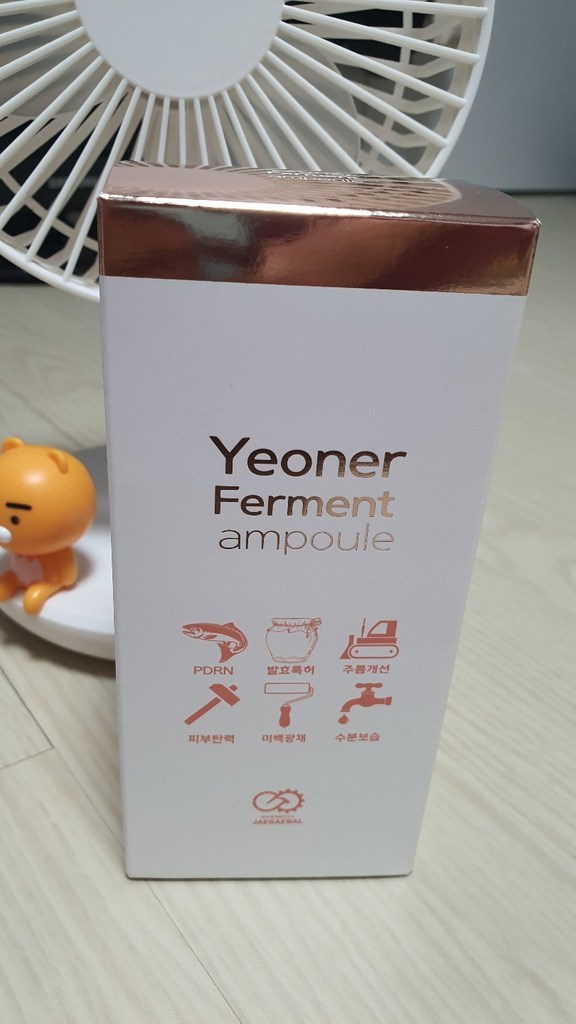 Yeoner
Ferment
ampoule
PDRN 발효특허 주름개선
피부탄력 미백광채 수분보습
JAEGAEBAL